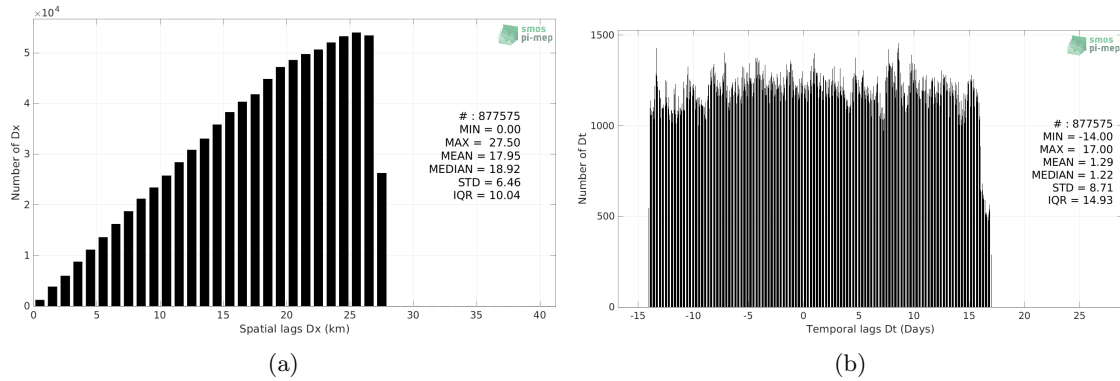 ×10⁴
smos
pi-mep
# : 877575
MIN = 0.00
MAX = 27.50
MEAN = 17.95
MEDIAN = 18.92
STD = 6.46
IQR = 10.04
Number of Dx
5
4
3
2
1
0
0 5 10 15 20 25 30 35 40
Spatial lags Dx (km)
(a)
smos
pi-mep
# : 877575
MIN = -14.00
MAX = 17.00
MEAN = 1.29
MEDIAN = 1.22
STD = 8.71
IQR = 14.93
Number of Dt
1500
1000
500
0
-15 -10 -5 0 5 10 15 20 25
Temporal lags Dt (Days)
(b)